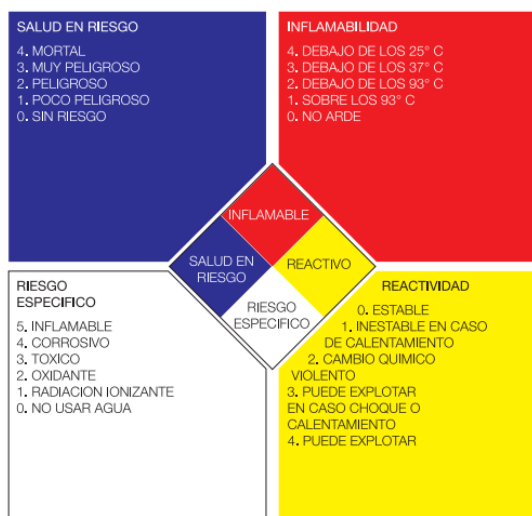 SALUD EN RIESGO
4. MORTAL
3. MUY PELIGROSO
2. PELIGROSO
1. POCO PELIGROSO
0. SIN RIESGO
INFLAMABILIDAD
4. DEBAJO DE LOS 25° C
3. DEBAJO DE LOS 37° C
2. DEBAJO DE LOS 93° C
1. SOBRE LOS 93° C
0. NO ARDE
INFLAMABLE
SALUD EN
RIESGO
REACTIVO
RIESGO
ESPECIFICO
RIESGO
ESPECIFICO
5. INFLAMABLE
4. CORROSIVO
3. TOXICO
2. OXIDANTE
1. RADIACION IONIZANTE
0. NO USAR AGUA
REACTIVIDAD
0. ESTABLE
1. INESTABLE EN CASO
DE CALENTAMIENTO
2. CAMBIO QUIMICO
VIOLENTO
3. PUEDE EXPLOTAR
EN CASO CHOQUE O
CALENTAMIENTO
4. PUEDE EXPLOTAR